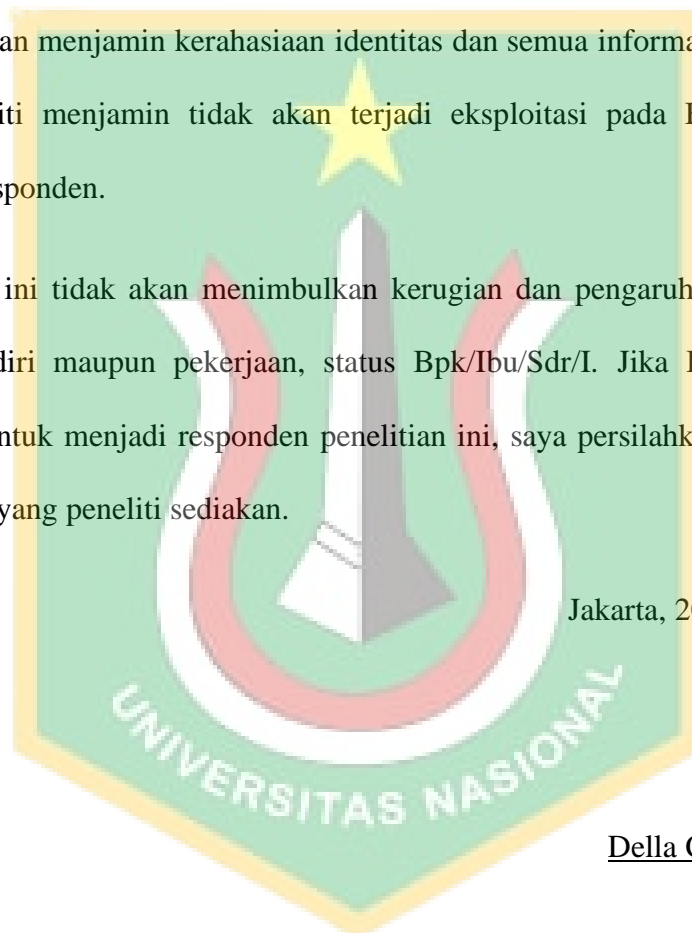 an menjamin kerahasiaan identitas dan semua informa
iti menjamin tidak akan terjadi eksploitasi pada
sponden.
ini tidak akan menimbulkan kerugian dan pengaruh
diri maupun pekerjaan, status Bpk/Ibu/Sdr/I. Jika
ntuk menjadi responden penelitian ini, saya persilahk
yang peneliti sediakan.
Jakarta, 20
UNIVERSITAS NASIONAL
Della